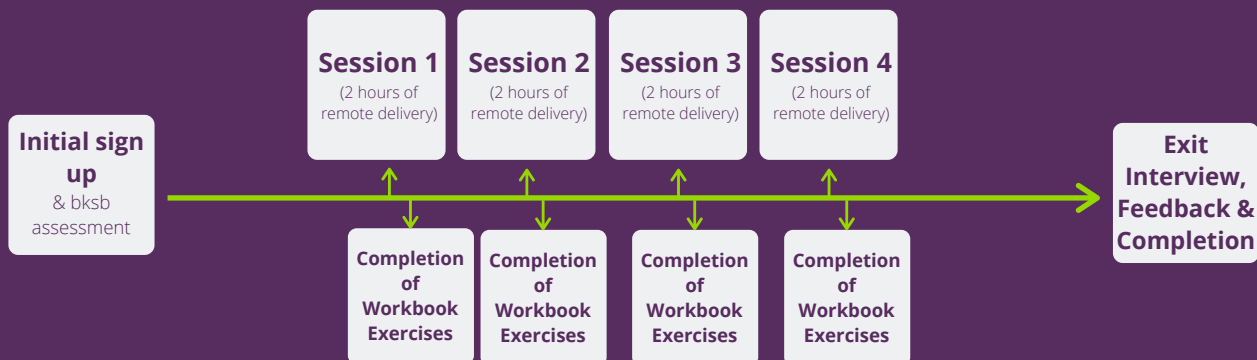 Initial sign
up
& bksb
assessment
Session 1
(2 hours of
remote delivery)
Session 2
(2 hours of
remote delivery)
Session 3
(2 hours of
remote delivery)
Session 4
(2 hours of
remote delivery)
Completion
of
Workbook
Exercises
Completion
of
Workbook
Exercises
Completion
of
Workbook
Exercises
Completion
of
Workbook
Exercises
Exit
Interview,
Feedback &
Completion